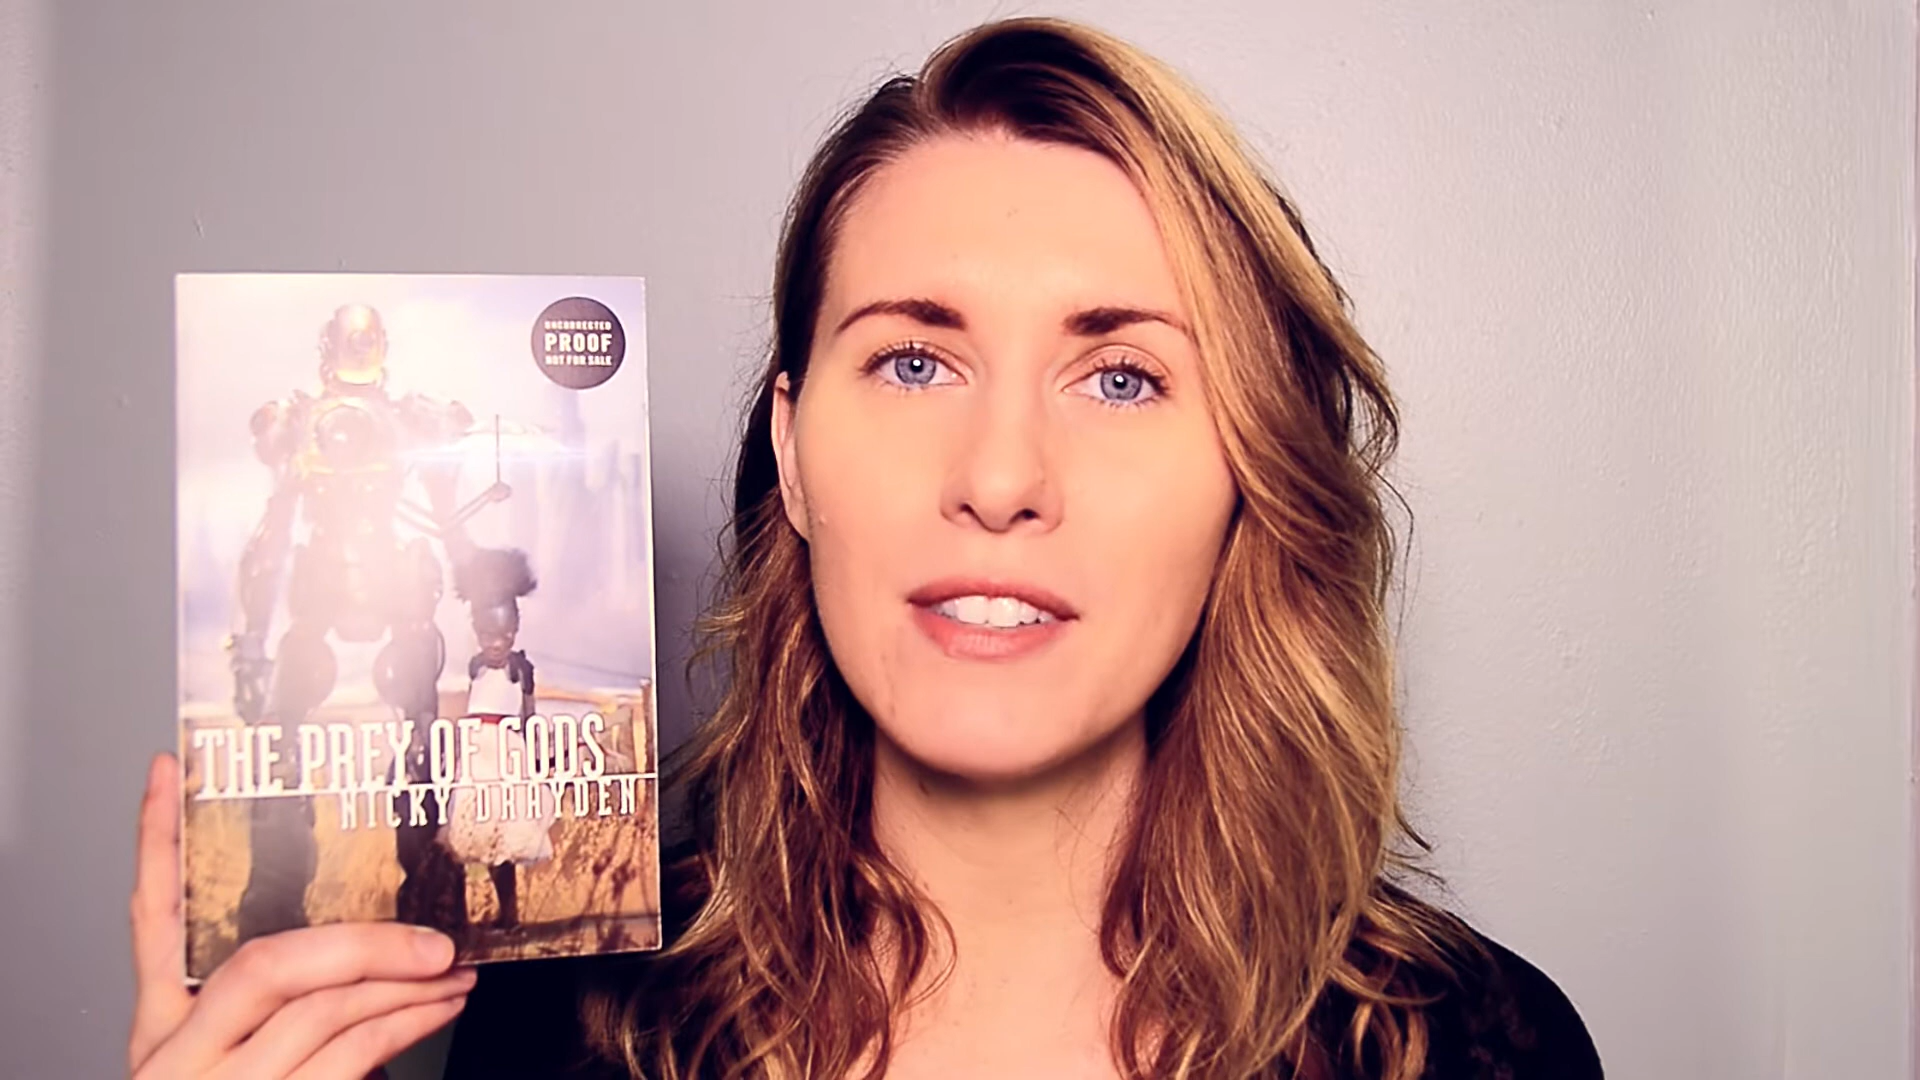 UNCORRECTED
PROOF
NOT FOR SALE
THE PREY OF GODS
NICKY DRAYDEN